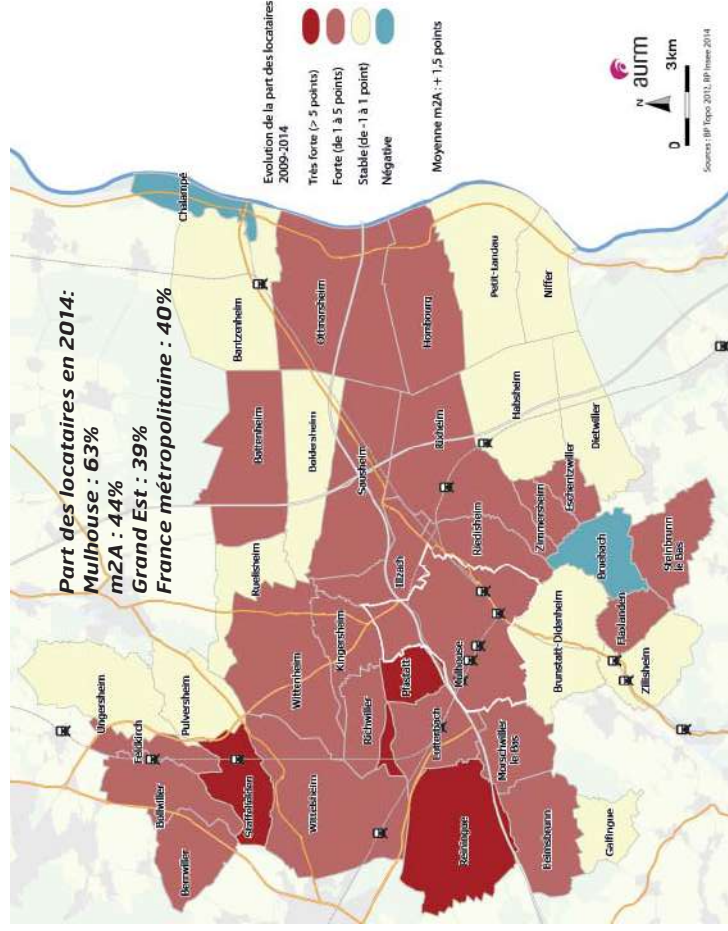 Part des locataires en 2014:
Mulhouse : 63%
m2A : 44%
Grand Est : 39%
France métropolitaine : 40%
Evolution de la part des locataires
2009-2014
Très forte (> 5 points)
Forte (de 1 à 5 points)
Stable (de -1 à 1 point)
Négative
Moyenne m2A : + 1,5 points
N
aurm
0 3km
Sources : BP Topo 2012, RP Insee 2014
Chalampé
Bantzenheim
Ottmarsheim
Hombourg
Petit-Landau
Niffer
Battenheim
Baldersheim
Sausheim
Rixheim
Habsheim
Dietwiller
Eschentzwiller
Zimmersheim
Riedisheim
Illzach
Ruelisheim
Ungersheim
Pulversheim
Wittenheim
Kingersheim
Richwiller
Pfastatt
Mulhouse
Lutterbach
Morschwiller
le Bas
Brunstatt-Didenheim
Bruebach
Steinbrunn
le Bas
Flaxlanden
Zillisheim
Feldkirch
Bollwiller
Berrwiller
Staffelfelden
Wittelsheim
Reiningue
Heimsbrunn
Galfingue